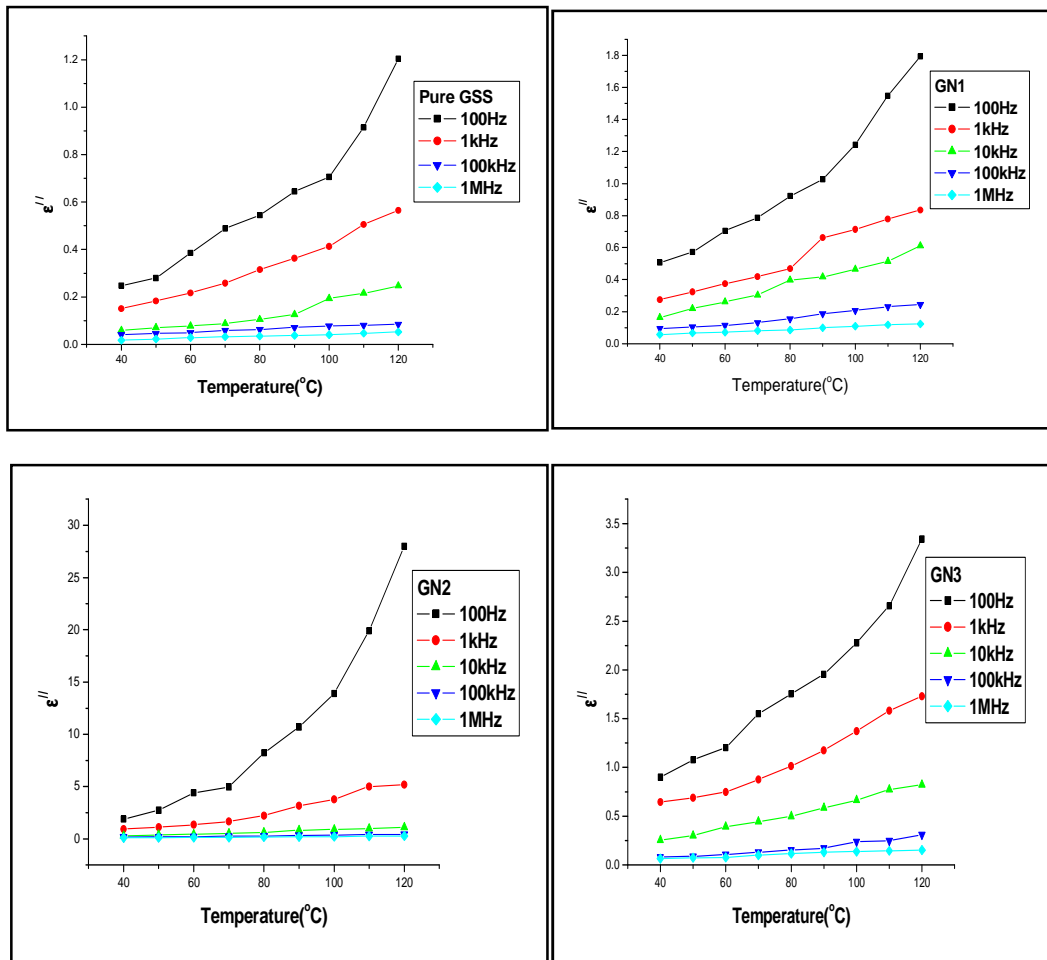 Pure GSS
100Hz
1kHz
100kHz
1MHz
1.2
1.0
0.8
0.6
0.4
0.2
0.0
ε//
40 60 80 100 120
Temperature(°C)
GN1
100Hz
1kHz
10kHz
100kHz
1MHz
2.0
1.8
1.6
1.4
1.2
1.0
0.8
0.6
0.4
0.2
0.0
ε//
40 60 80 100 120
Temperature(°C)
GN2
100Hz
1kHz
10kHz
100kHz
1MHz
30
25
20
15
10
5
0
ε//
40 60 80 100 120
Temperature(°C)
GN3
100Hz
1kHz
10kHz
100kHz
1MHz
3.5
3.0
2.5
2.0
1.5
1.0
0.5
0.0
ε//
40 60 80 100 120
Temperature(°C)